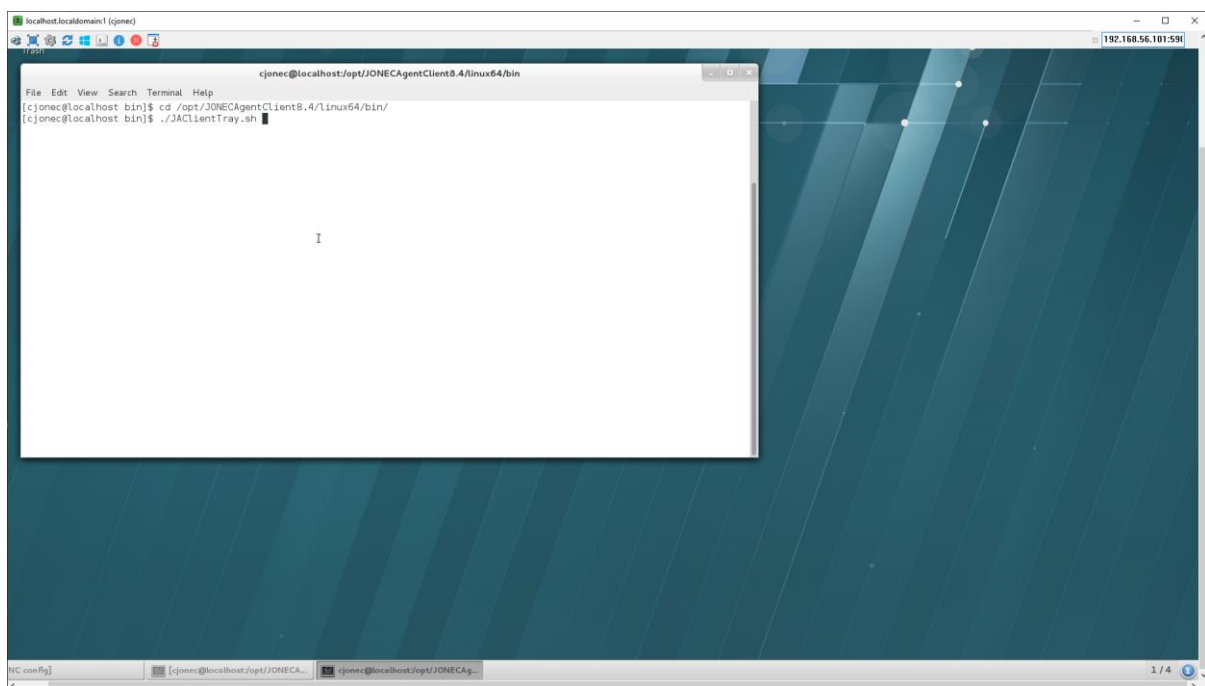 localhost.localdomain:1 (cjonec)
192.168.56.101:590
Trash
cjonec@localhost:/opt/JONECAgentClient8.4/linux64/bin
File Edit View Search Terminal Help
[cjonec@localhost bin]$ cd /opt/JONECAgentClient8.4/linux64/bin/
[cjonec@localhost bin]$ ./JAClientTray.sh
NC config]
[cjonec@localhost:/opt/JONECA...
cjonec@localhost:/opt/JONECAg...
1 / 4